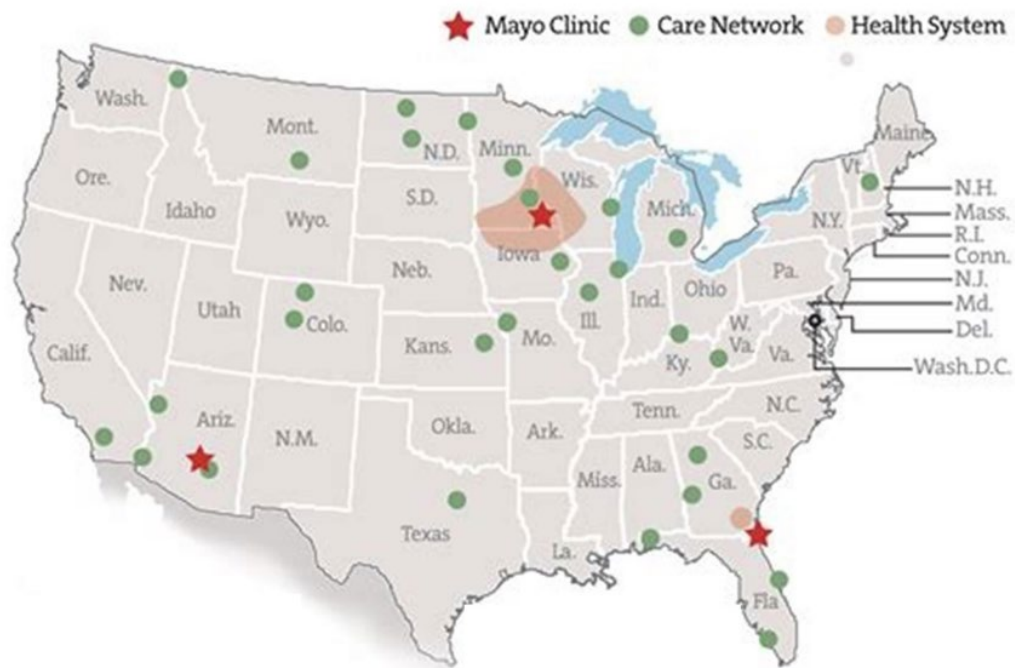 Mayo Clinic Care Network Health System
Wash.
Mont.
N.D.
Minn.
Maine
Vt.
Ore.
Idaho
Wyo.
S.D.
Wis.
Mich.
N.Y.
N.H.
Mass.
R.I.
Conn.
N.J.
Md.
Del.
Wash.D.C.
Nev.
Utah
Colo.
Neb.
Iowa
Ill.
Ind.
Ohio
Pa.
Calif.
Kans.
Mo.
Ky.
W.
Va.
Va.
Ariz.
N.M.
Okla.
Ark.
Tenn.
N.C.
S.C.
Texas
La.
Miss.
Ala.
Ga.
Fla